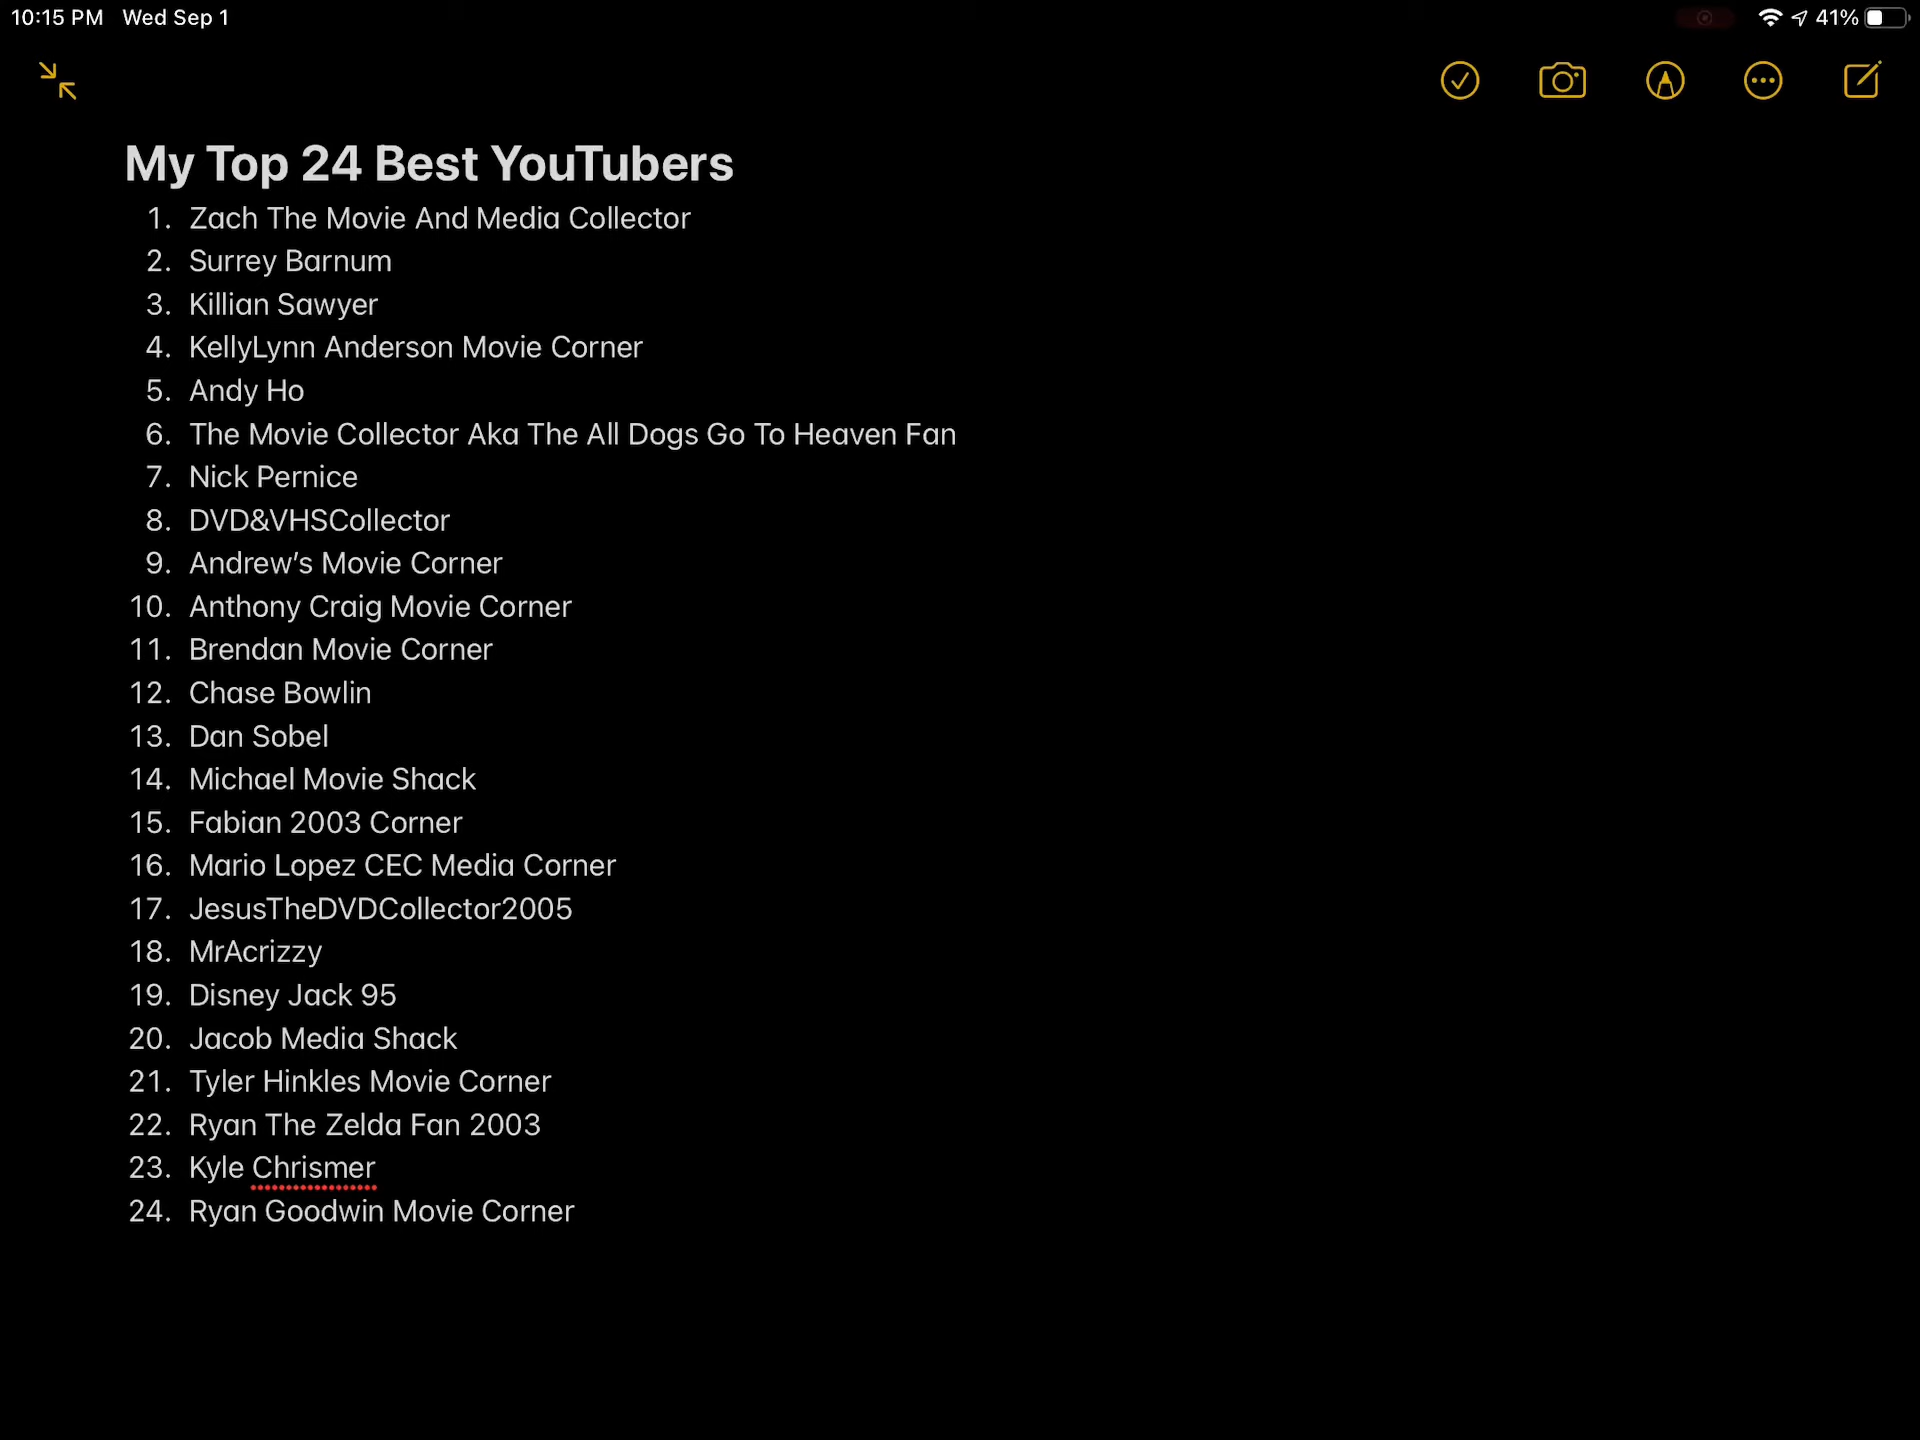 10:15 PM Wed Sep 1 41%
My Top 24 Best YouTubers
1. Zach The Movie And Media Collector
2. Surrey Barnum
3. Killian Sawyer
4. KellyLynn Anderson Movie Corner
5. Andy Ho
6. The Movie Collector Aka The All Dogs Go To Heaven Fan
7. Nick Pernice
8. DVD&VHSCollector
9. Andrew’s Movie Corner
10. Anthony Craig Movie Corner
11. Brendan Movie Corner
12. Chase Bowlin
13. Dan Sobel
14. Michael Movie Shack
15. Fabian 2003 Corner
16. Mario Lopez CEC Media Corner
17. JesusTheDVDCollector2005
18. MrAcrizzy
19. Disney Jack 95
20. Jacob Media Shack
21. Tyler Hinkles Movie Corner
22. Ryan The Zelda Fan 2003
23. Kyle Chrismer
24. Ryan Goodwin Movie Corner